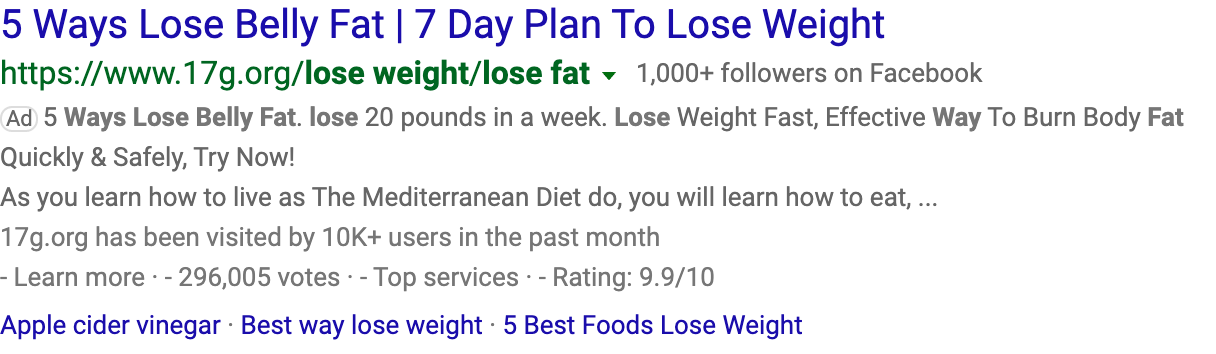 5 Ways Lose Belly Fat | 7 Day Plan To Lose Weight
https://www.17g.org/lose weight/lose fat ▼ 1,000+ followers on Facebook
Ad 5 Ways Lose Belly Fat. lose 20 pounds in a week. Lose Weight Fast, Effective Way To Burn Body Fat
Quickly & Safely, Try Now!
As you learn how to live as The Mediterranean Diet do, you will learn how to eat, ...
17g.org has been visited by 10K+ users in the past month
- Learn more · - 296,005 votes · - Top services · - Rating: 9.9/10
Apple cider vinegar · Best way lose weight · 5 Best Foods Lose Weight